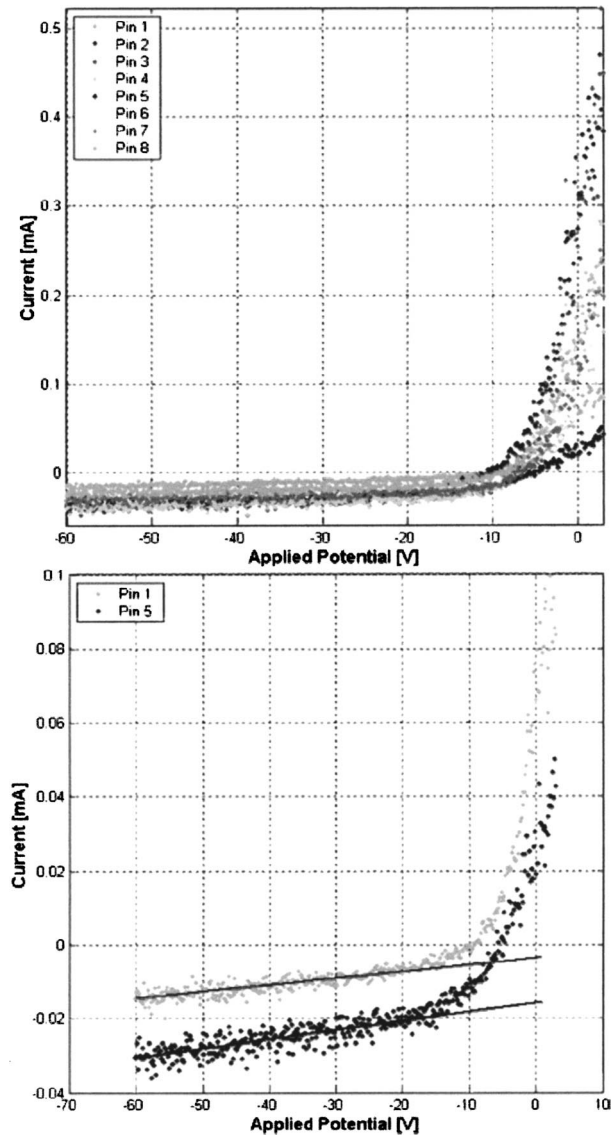 0.5
0.4
0.3
0.2
0.1
0
Current [mA]
Pin 1
Pin 2
Pin 3
Pin 4
Pin 5
Pin 6
Pin 7
Pin 8
-60 -50 -40 -30 -20 -10 0
Applied Potential [V]
0.1
0.08
0.06
0.04
0.02
0
-0.02
-0.04
Current [mA]
Pin 1
Pin 5
-70 -60 -50 -40 -30 -20 -10 0 10
Applied Potential [V]